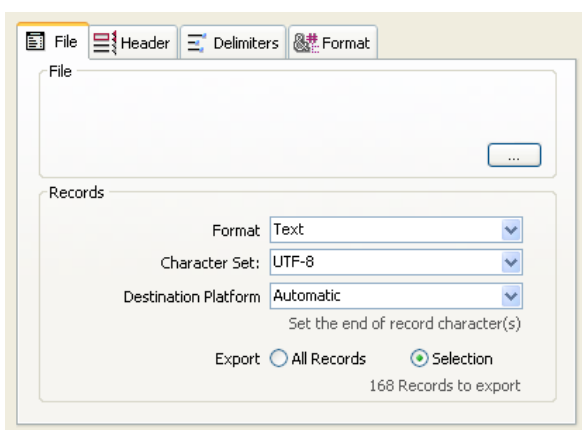 File Header Delimiters Format
File
...
Records
Format Text
Character Set: UTF-8
Destination Platform Automatic
Set the end of record character(s)
Export All Records Selection
168 Records to export